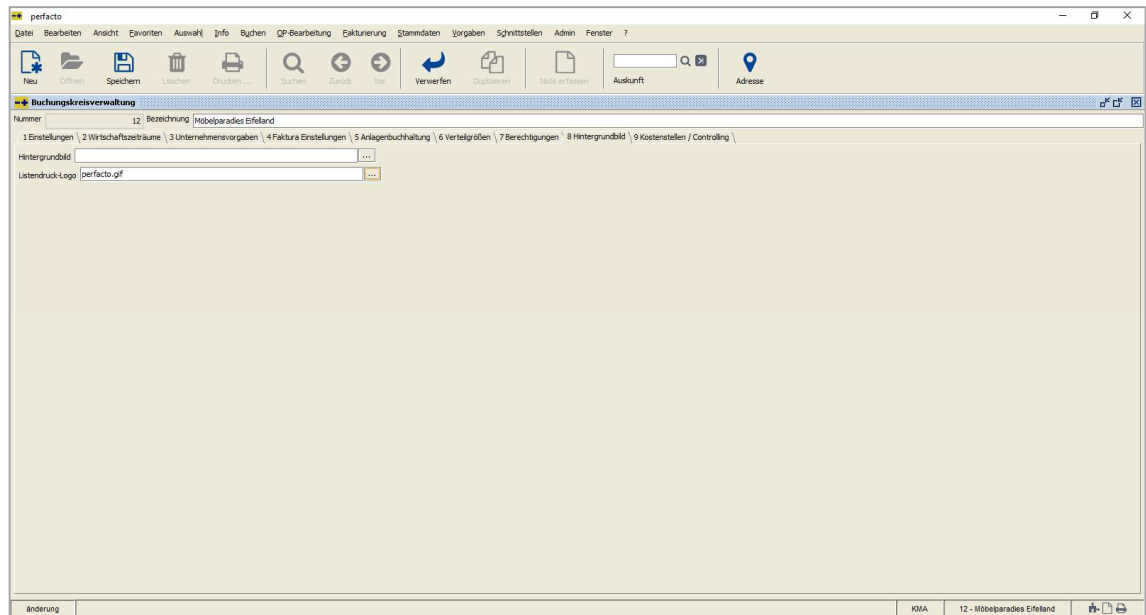 perfacto
Datei Bearbeiten Ansicht Favoriten Auswahl Info Buchen OP-Bearbeitung Fakturierung Stammdaten Vorgaben Schnittstellen Admin Fenster ?
Neu Öffnen Speichern Löschen Drucken ... Suchen Zurück Vor Verwerfen Duplizieren Notiz erfassen Auskunft Adresse
Buchungskreisverwaltung
Nummer 12 Bezeichnung Möbelparadies Eifelland
1 Einstellungen \ 2 Wirtschaftszeiträume \ 3 Unternehmensvorgaben \ 4 Faktura Einstellungen \ 5 Anlagenbuchhaltung \ 6 Verteilgrößen \ 7 Berechtigungen \ 8 Hintergrundbild \ 9 Kostenstellen / Controlling \
Hintergrundbild ...
Listendruck-Logo perfacto.gif ...
änderung KMA 12 - Möbelparadies Eifelland